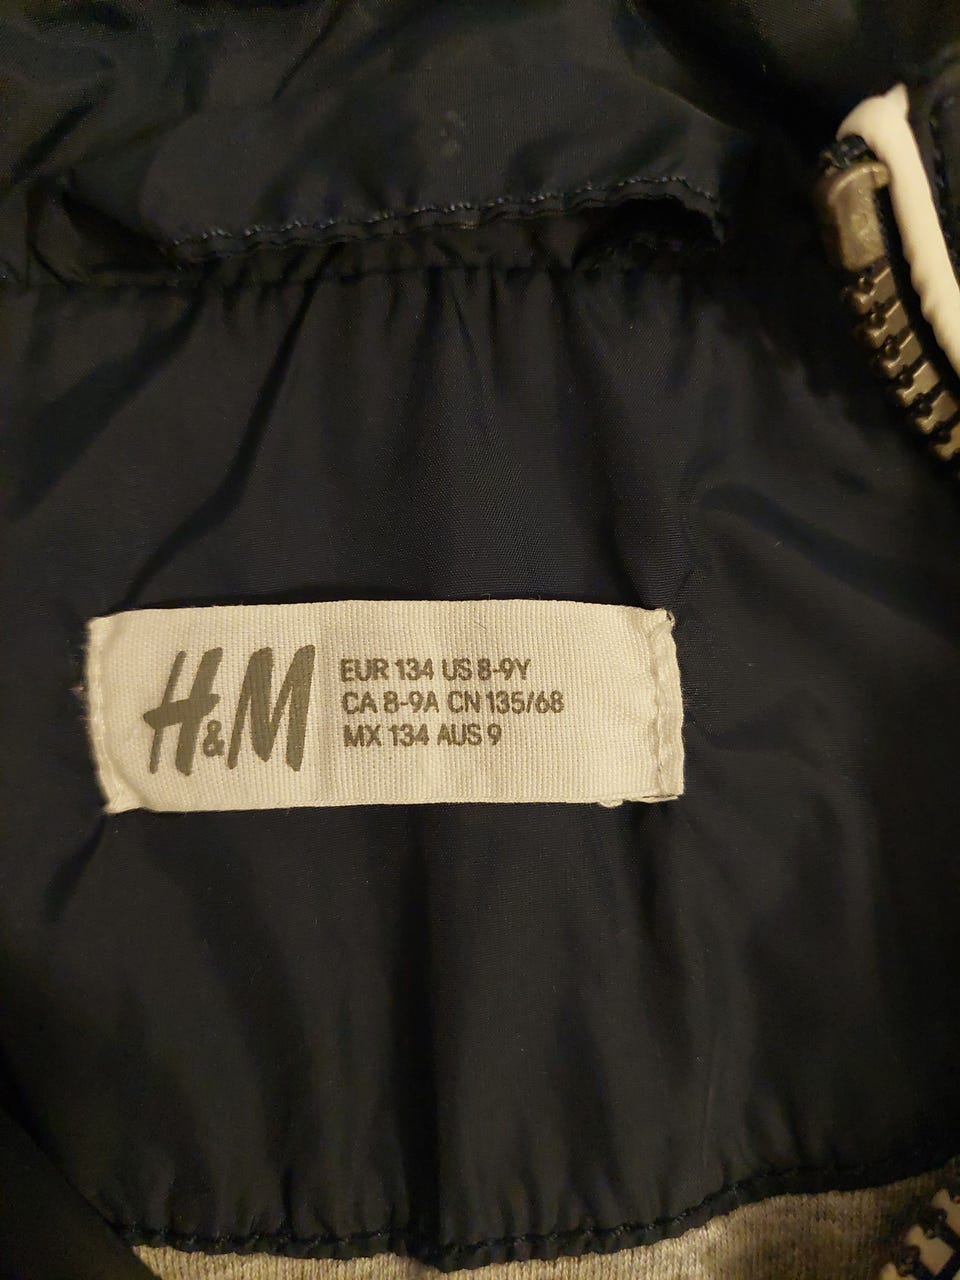 H&M
EUR 134 US 8-9Y
CA 8-9A CN 135/68
MX 134 AUS 9